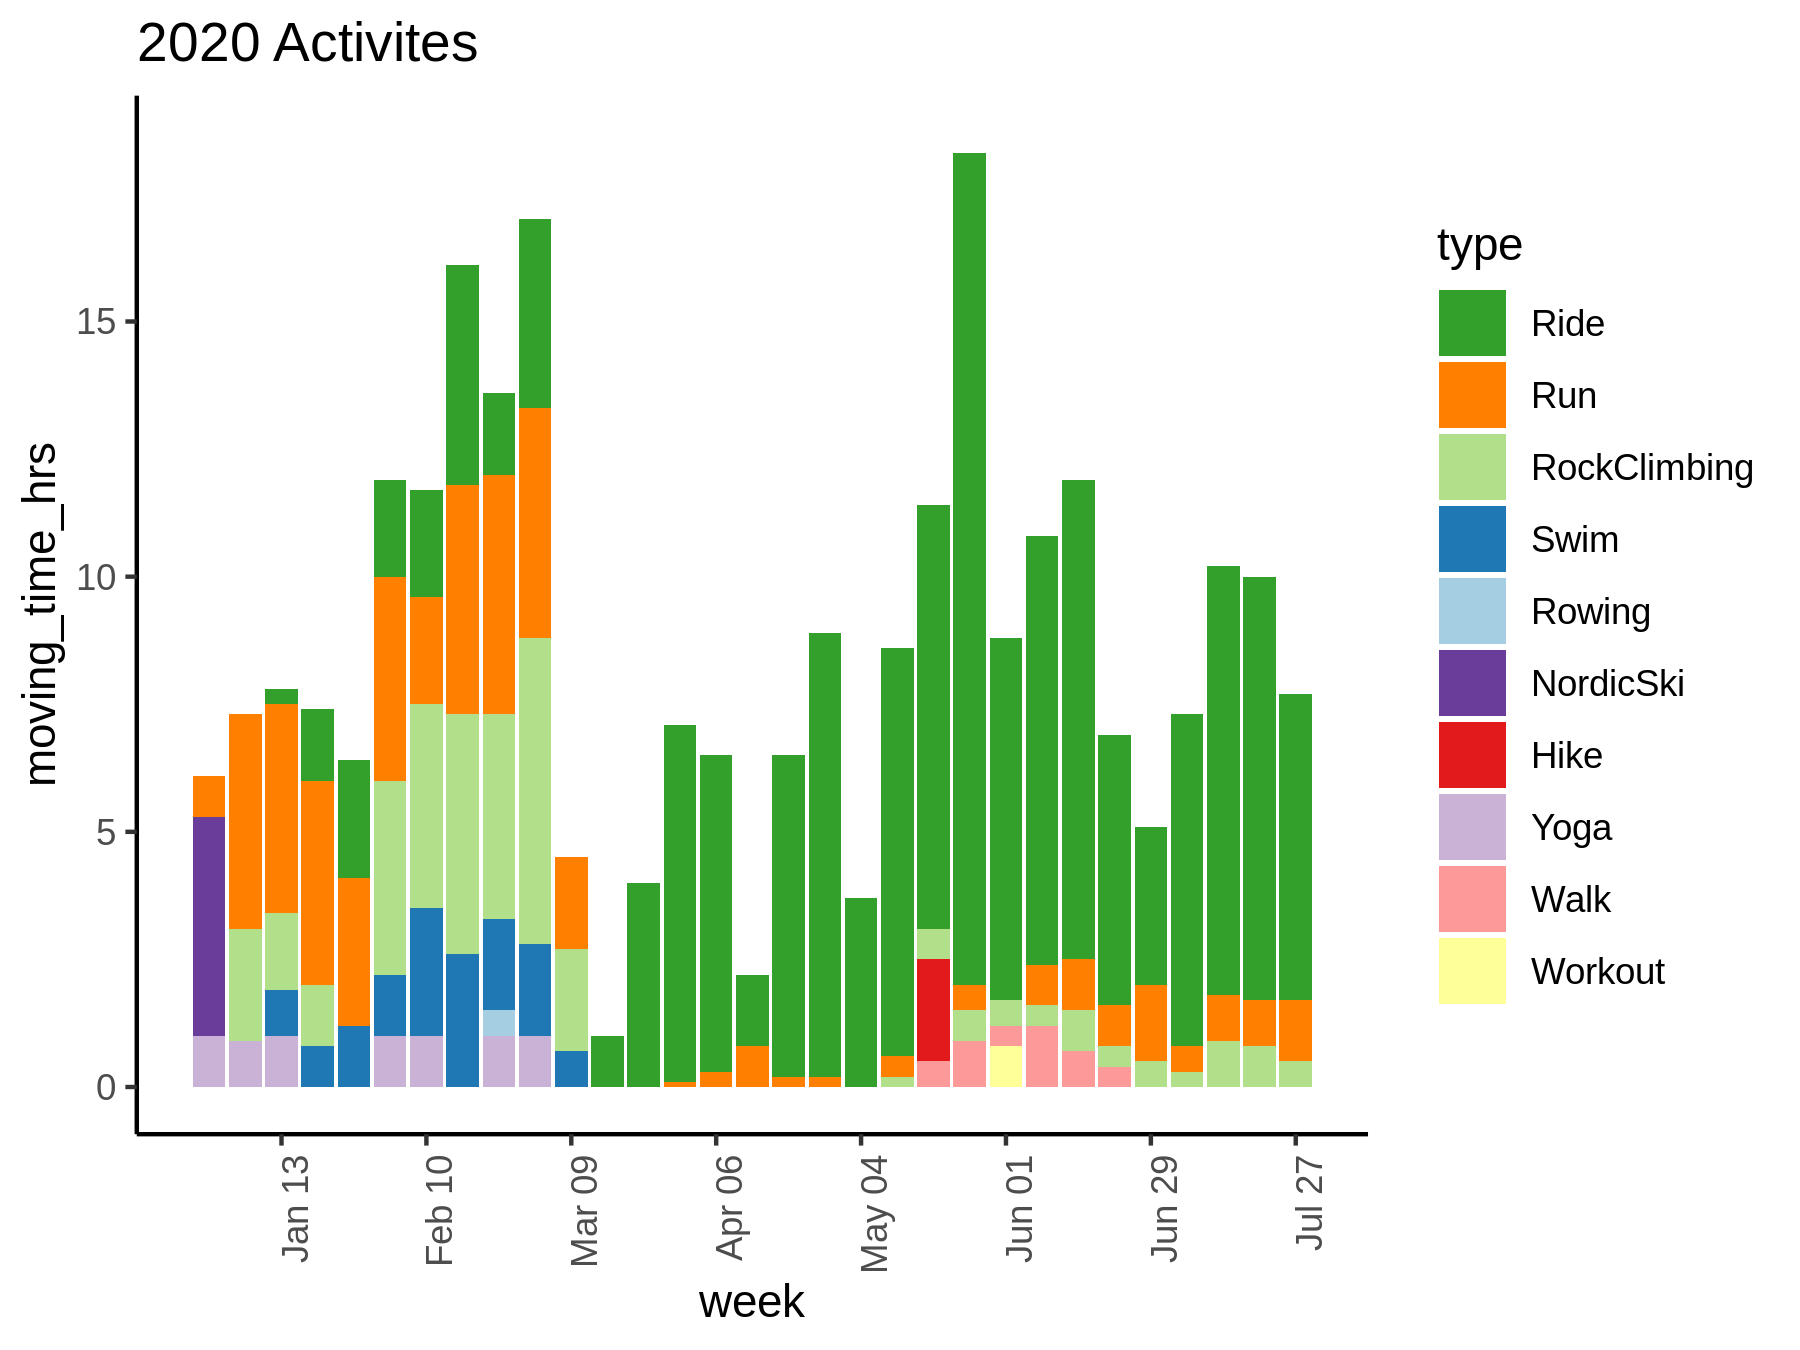 2020 Activites
moving_time_hrs
15
10
5
0
Jan 13
Feb 10
Mar 09
Apr 06
May 04
Jun 01
Jun 29
Jul 27
week
type
Ride
Run
RockClimbing
Swim
Rowing
NordicSki
Hike
Yoga
Walk
Workout